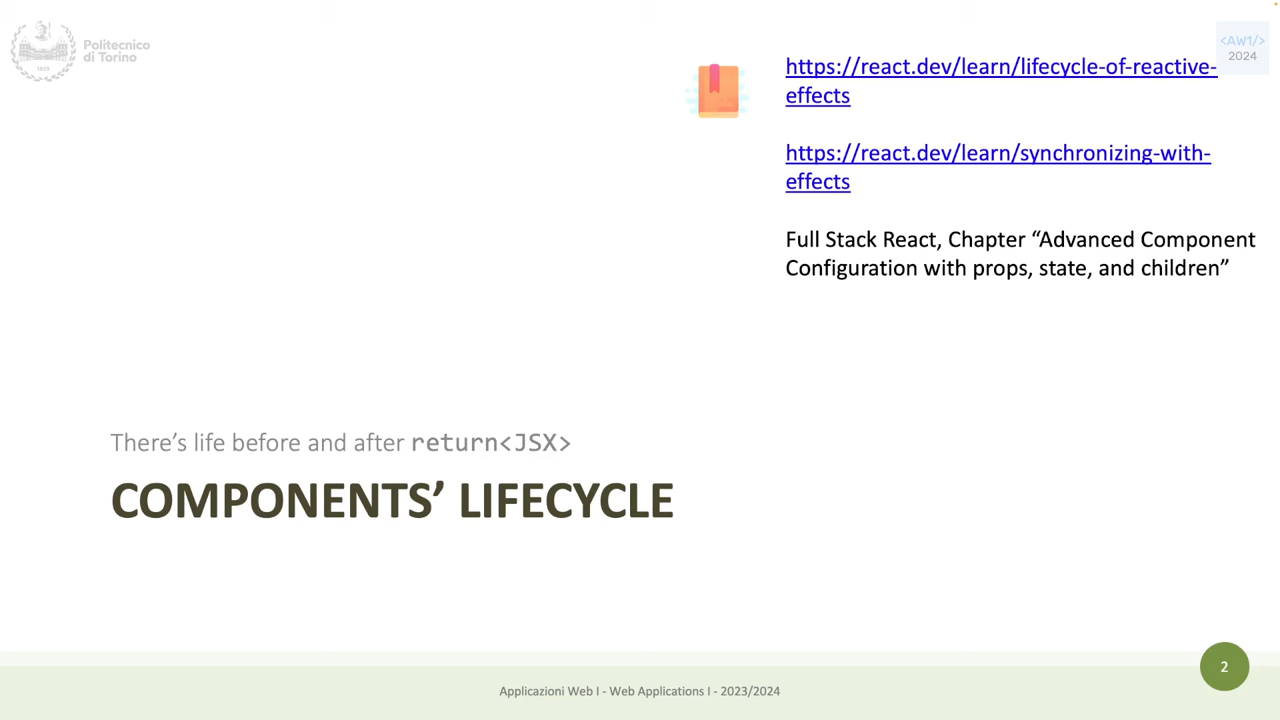 Politecnico
di Torino
1859
<AW1/>
2024
https://react.dev/learn/lifecycle-of-reactive-
effects
https://react.dev/learn/synchronizing-with-
effects
Full Stack React, Chapter “Advanced Component
Configuration with props, state, and children”
There’s life before and after return<JSX>
COMPONENTS’ LIFECYCLE
Applicazioni Web I - Web Applications I - 2023/2024
2